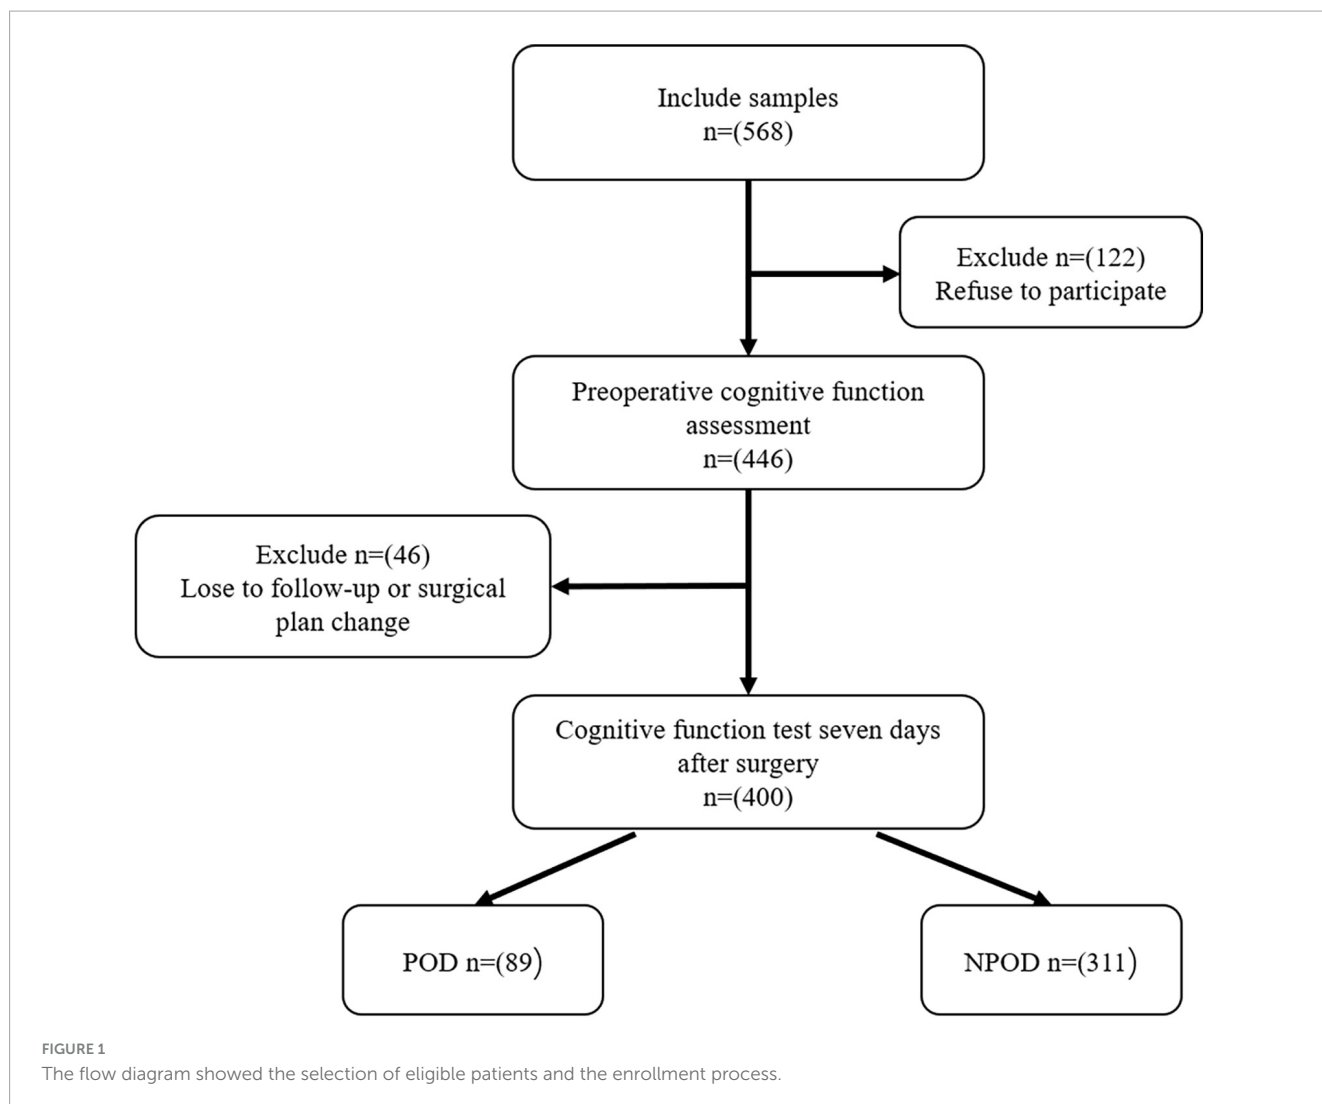 Include samples
n=(568)
Exclude n=(122)
Refuse to participate
Preoperative cognitive function
assessment
n=(446)
Exclude n=(46)
Lose to follow-up or surgical
plan change
Cognitive function test seven days
after surgery
n=(400)
POD n=(89)
NPOD n=(311)
FIGURE 1
The flow diagram showed the selection of eligible patients and the enrollment process.